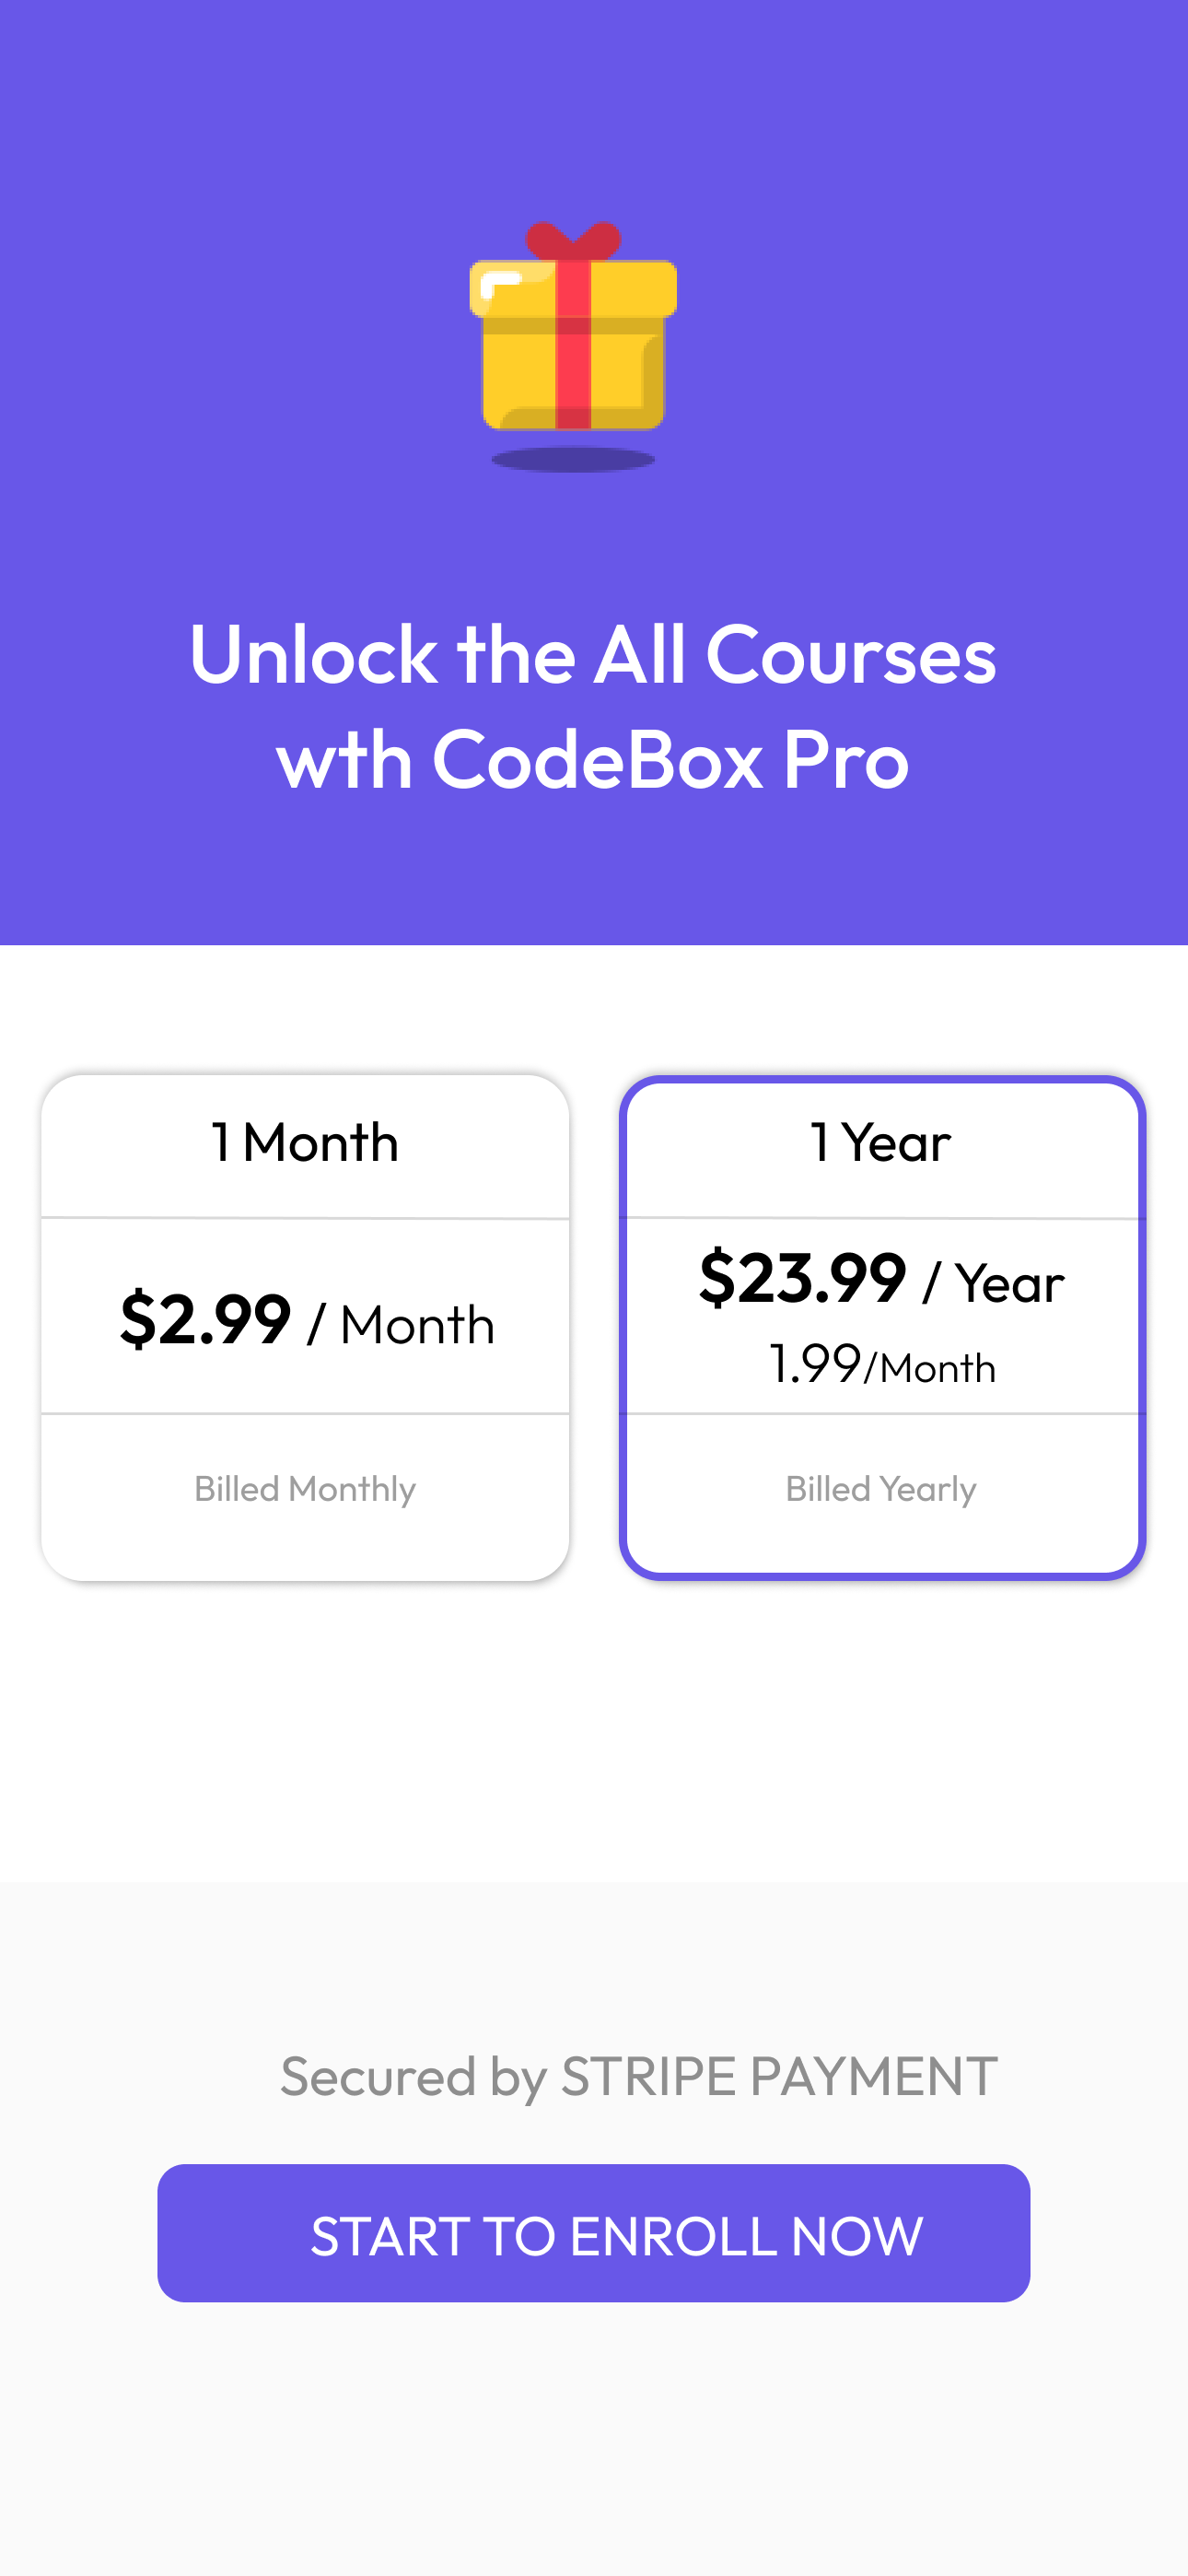 Unlock the All Courses
wth CodeBox Pro
1 Month
$2.99 / Month
Billed Monthly
1 Year
$23.99 / Year
1.99/Month
Billed Yearly
Secured by STRIPE PAYMENT
START TO ENROLL NOW